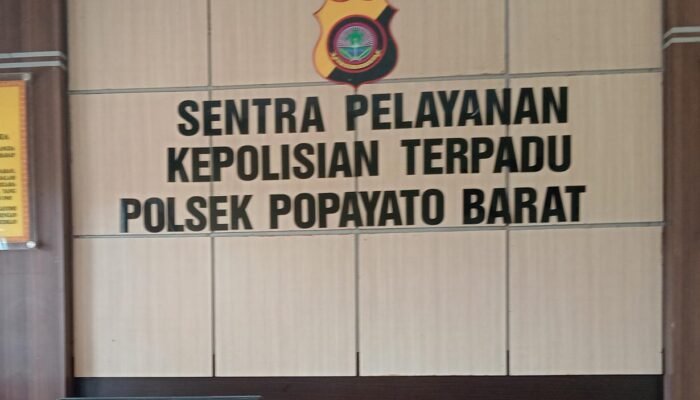 SENTRA PELAYANAN
KEPOLISIAN TERPADU
POLSEK POPAYATO BARAT